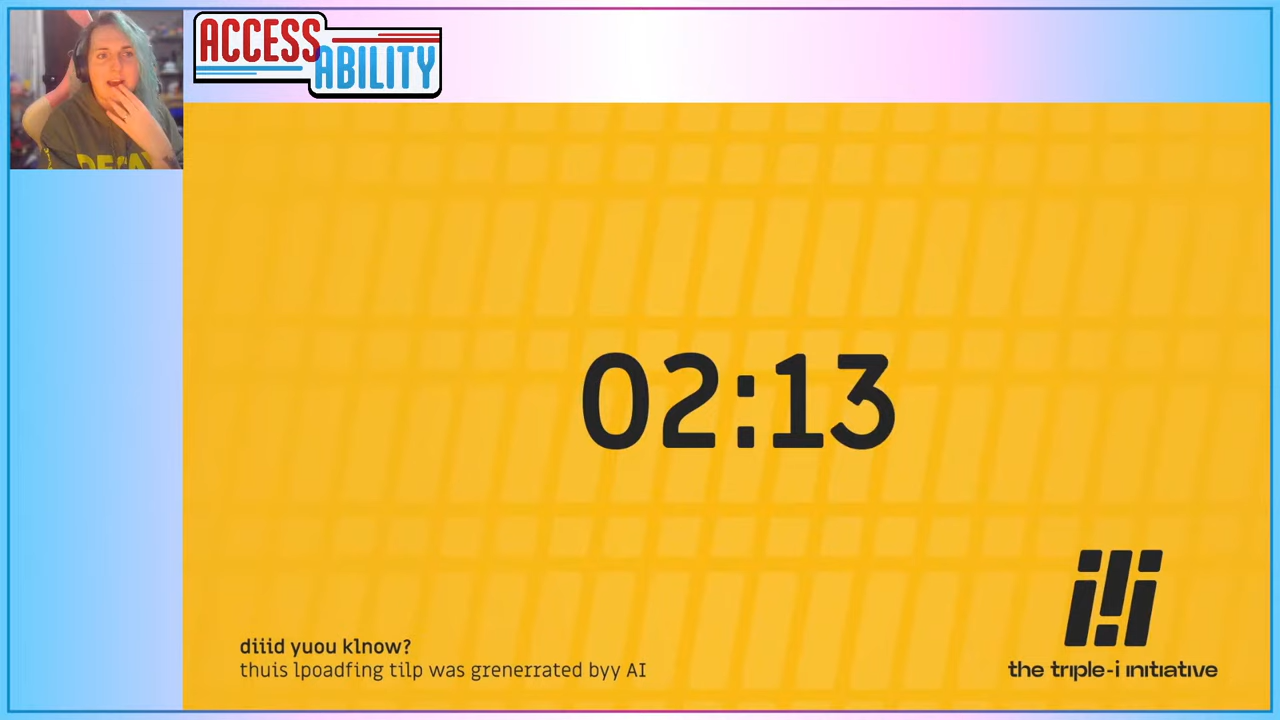 ACCESS
ABILITY
02:13
diiid yuou klnow?
thuis lpoadfing tilp was grenerrated byy AI
the triple-i initiative